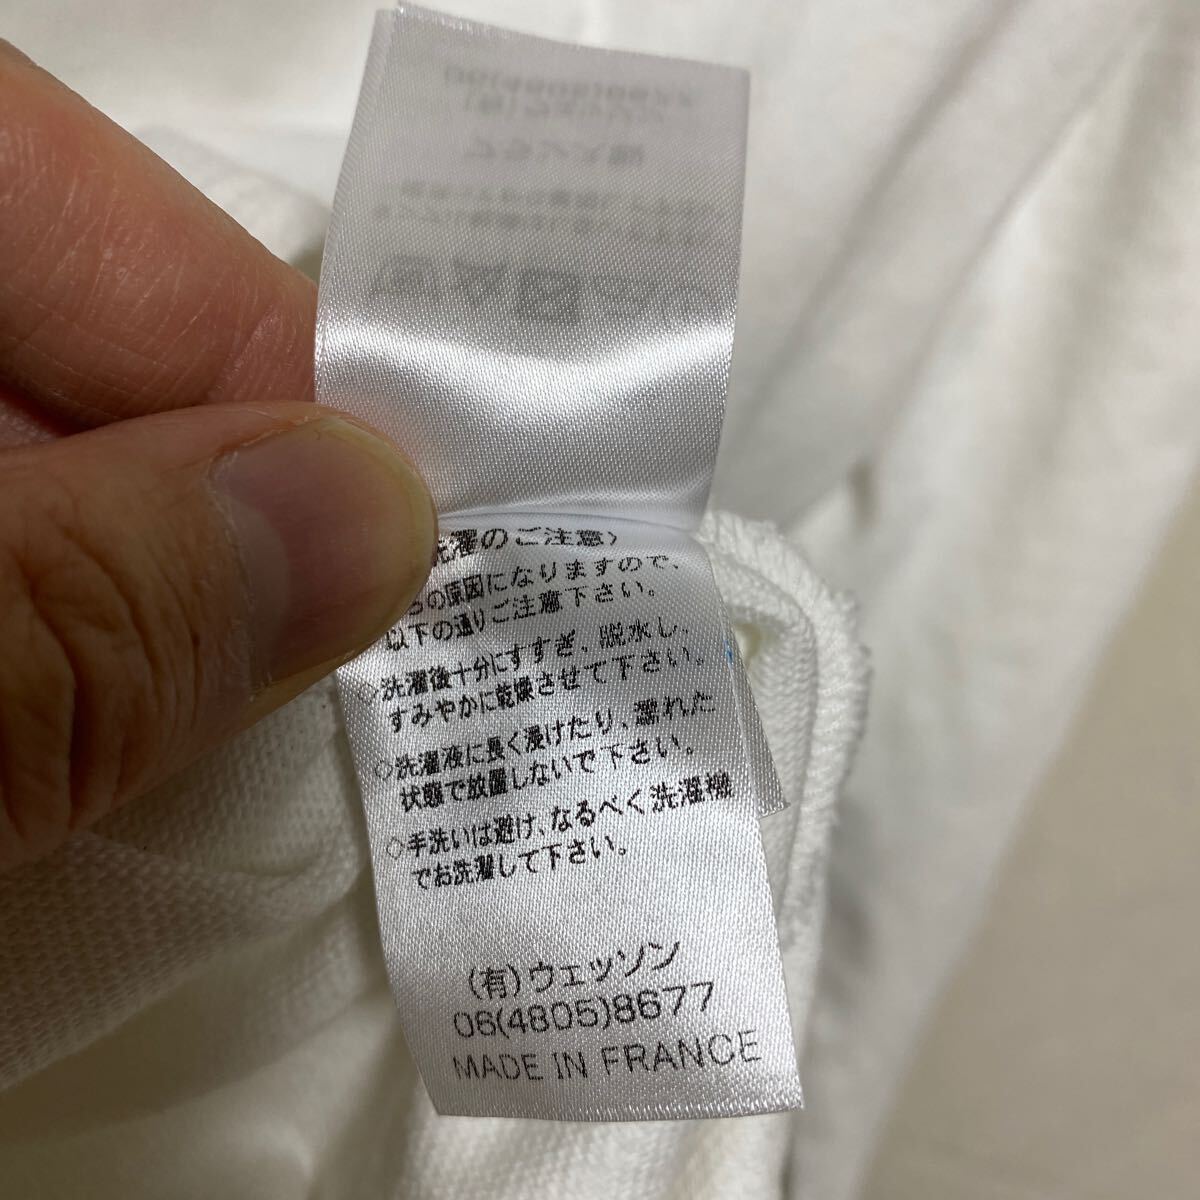 濯のご注意〉
の原因になりますので、
以下の通りご注意下さい。
◇洗濯後十分にすすぎ、脱水し、
すみやかに乾燥させて下さい。
◇洗濯液に長く浸けたり、濡れた
状態で放置しないで下さい。
◇手洗いは避け、なるべく洗濯機
でお洗濯して下さい。
(有)ウェッソン
06(4805)8677
MADE IN FRANCE